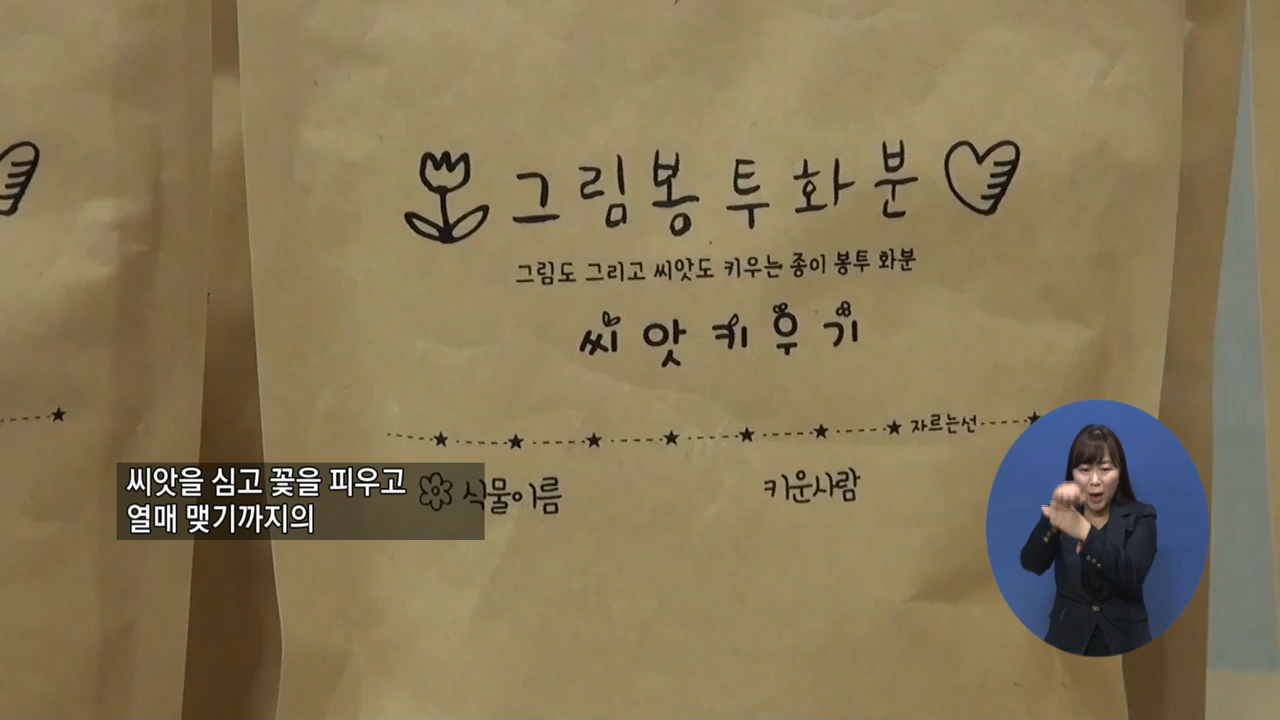 그림봉투화분
그림도 그리고 씨앗도 키우는 종이 봉투 화분
씨앗키우기
자르는선
식물이름
키운사람
씨앗을 심고 꽃을 피우고
열매 맺기까지의